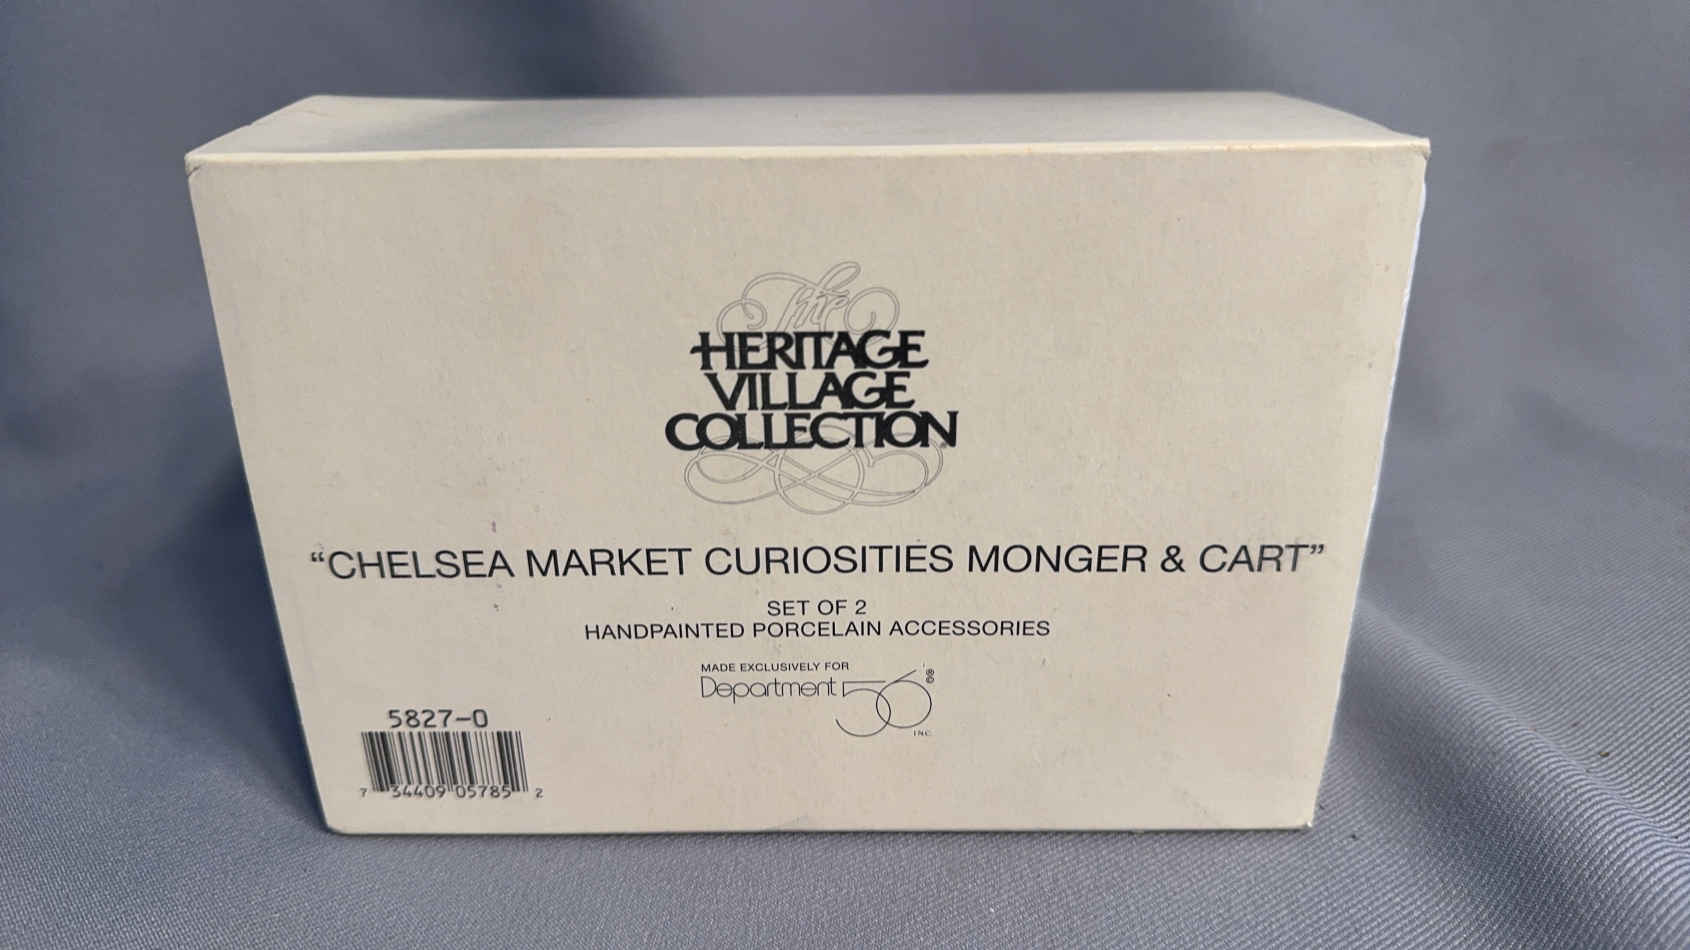 The
HERITAGE
VILLAGE
COLLECTION
“CHELSEA MARKET CURIOSITIES MONGER & CART”
SET OF 2
HANDPAINTED PORCELAIN ACCESSORIES
MADE EXCLUSIVELY FOR
Department 56 ®
INC.
5827-0
7 34409 05785 2